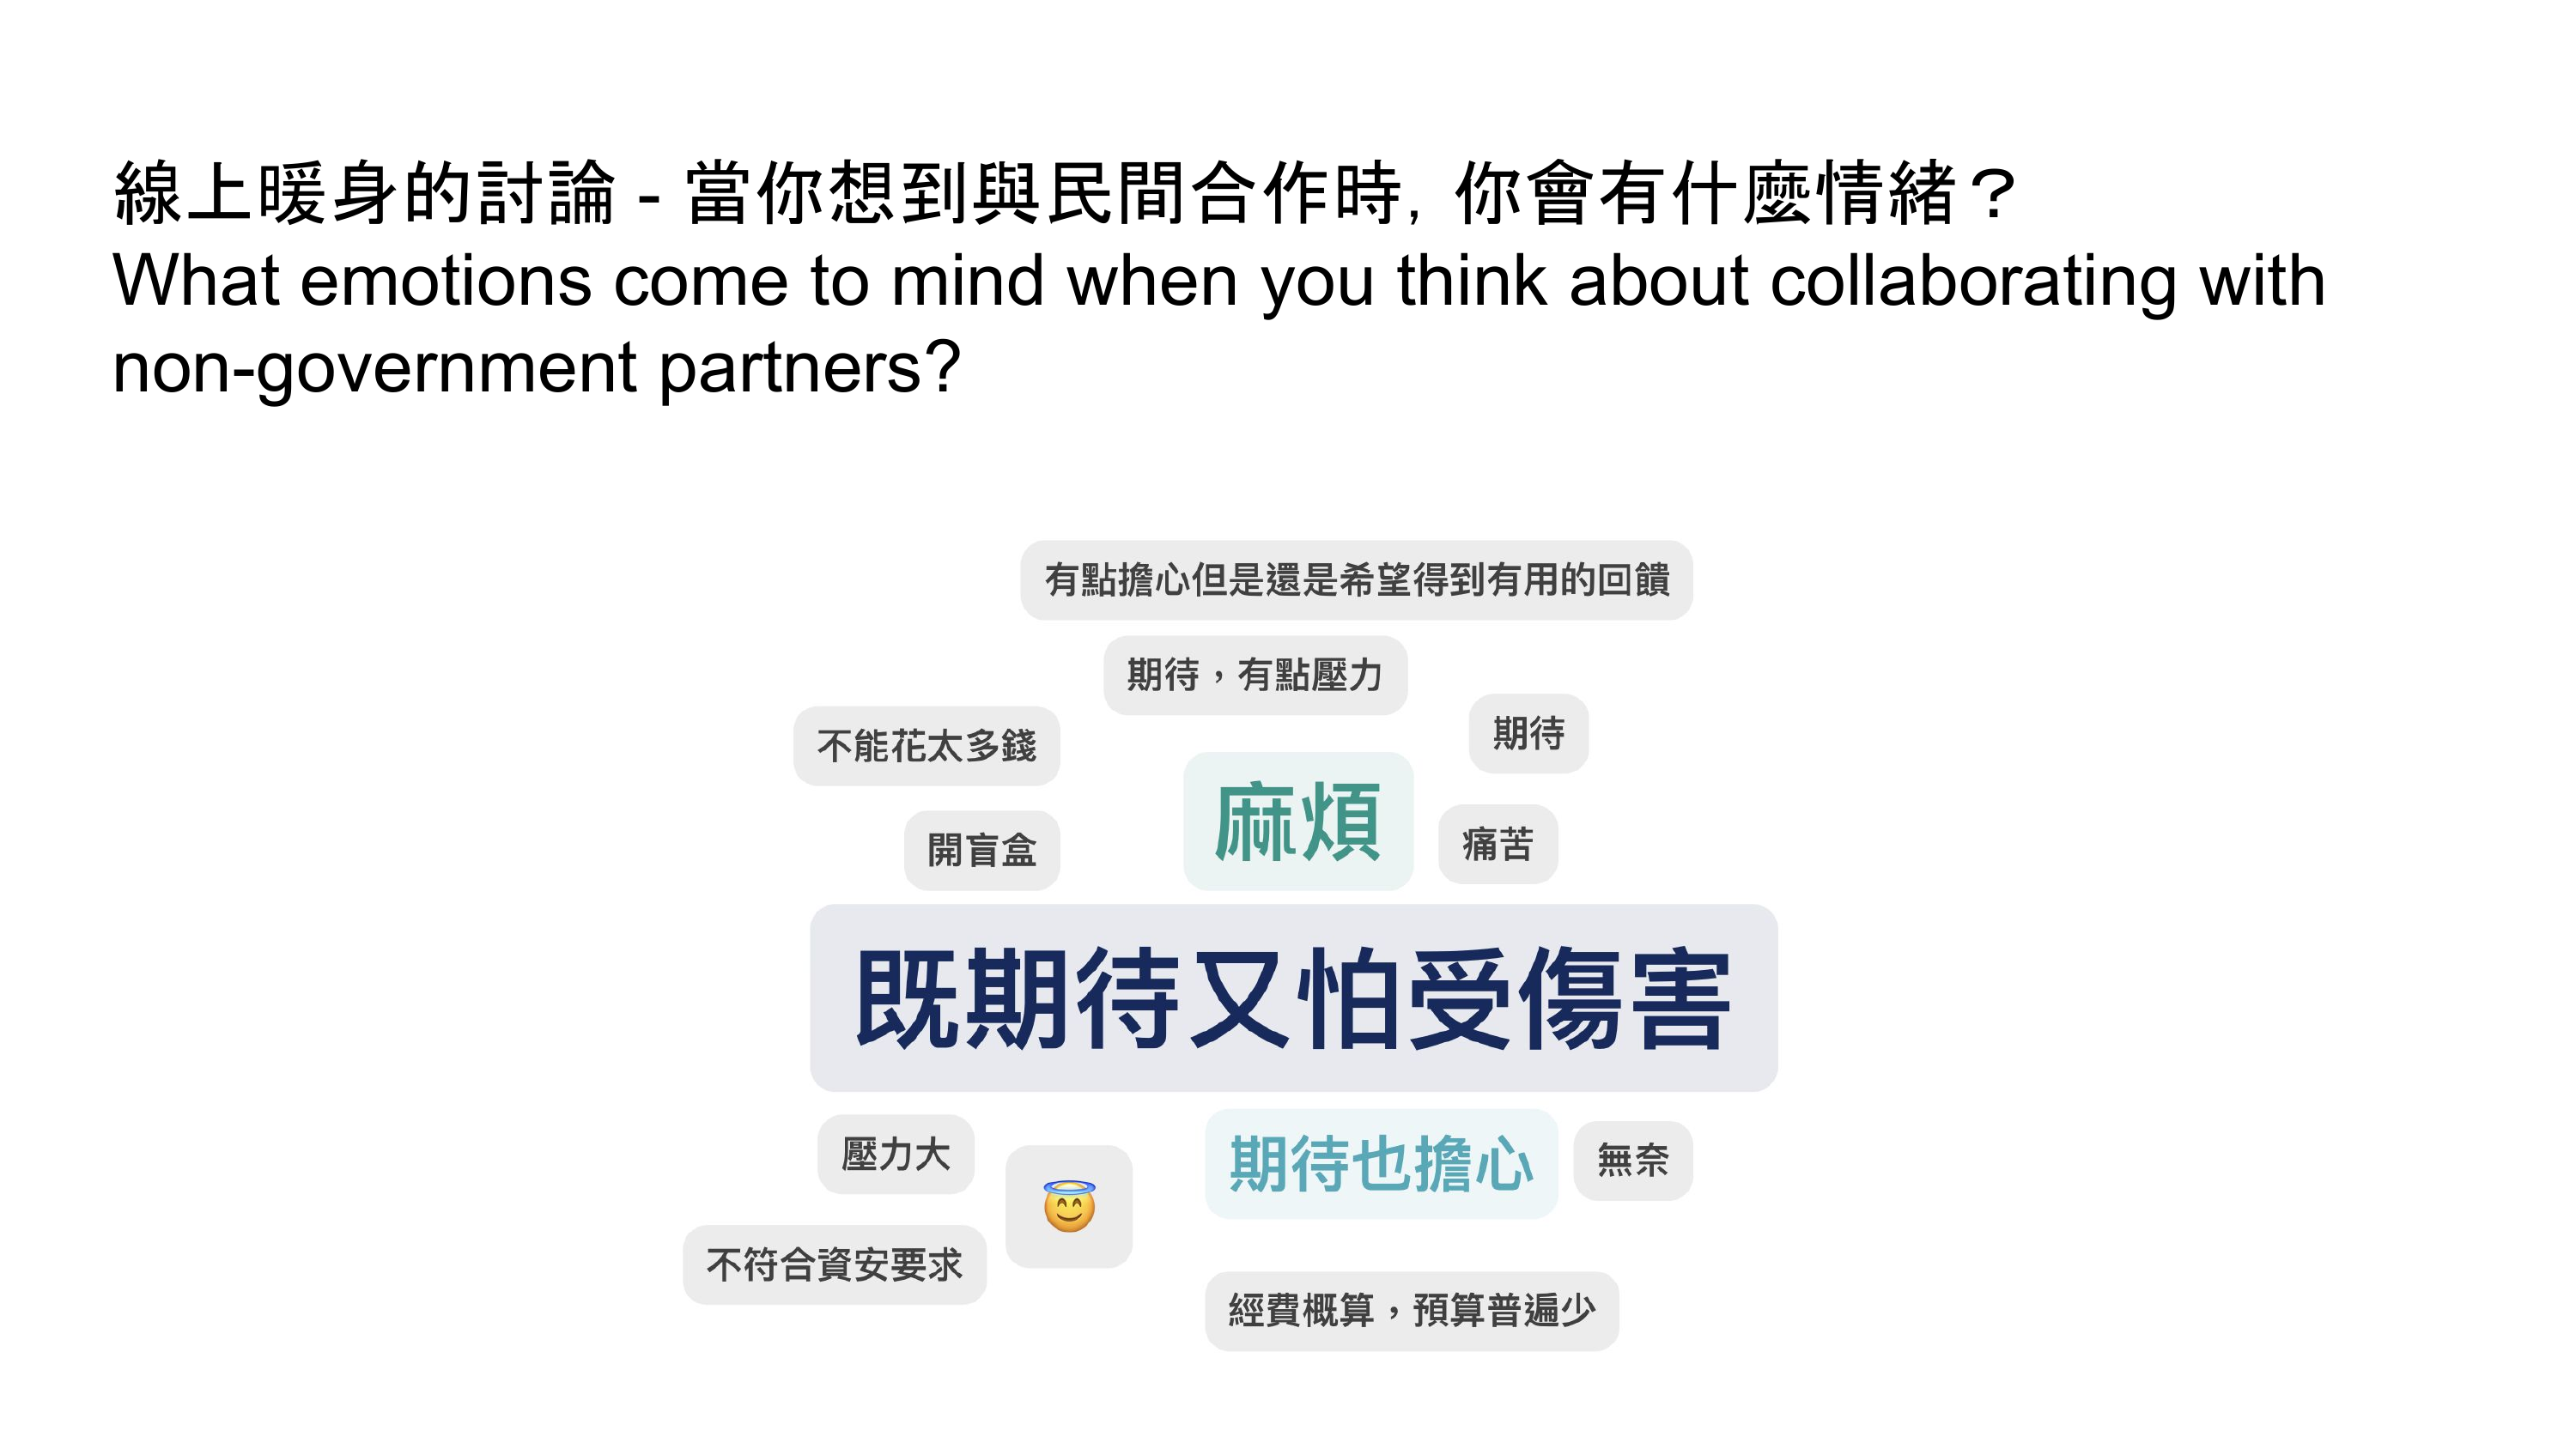 線上暖身的討論 - 當你想到與民間合作時，你會有什麼情緒？
What emotions come to mind when you think about collaborating with
non-government partners?
有點擔心但是還是希望得到有用的回饋
期待，有點壓力
期待
不能花太多錢
麻煩
開盲盒
痛苦
既期待又怕受傷害
壓力大
期待也擔心
無奈
😇
不符合資安要求
經費概算，預算普遍少